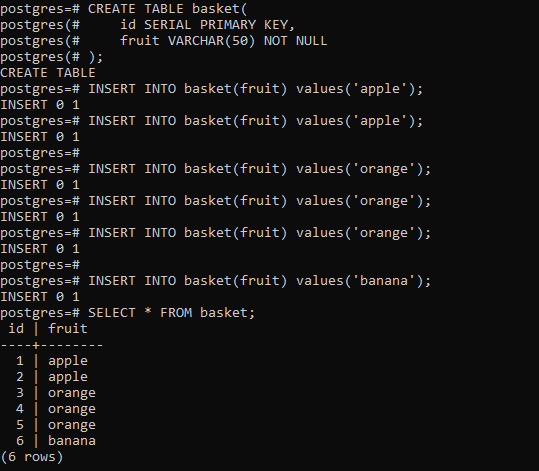 postgres=# CREATE TABLE basket(
postgres(#     id SERIAL PRIMARY KEY,
postgres(#     fruit VARCHAR(50) NOT NULL
postgres(# );
CREATE TABLE
postgres=# INSERT INTO basket(fruit) values('apple');
INSERT 0 1
postgres=# INSERT INTO basket(fruit) values('apple');
INSERT 0 1
postgres=#
postgres=# INSERT INTO basket(fruit) values('orange');
INSERT 0 1
postgres=# INSERT INTO basket(fruit) values('orange');
INSERT 0 1
postgres=# INSERT INTO basket(fruit) values('orange');
INSERT 0 1
postgres=#
postgres=# INSERT INTO basket(fruit) values('banana');
INSERT 0 1
postgres=# SELECT * FROM basket;
 id | fruit
----+--------
  1 | apple
  2 | apple
  3 | orange
  4 | orange
  5 | orange
  6 | banana
(6 rows)